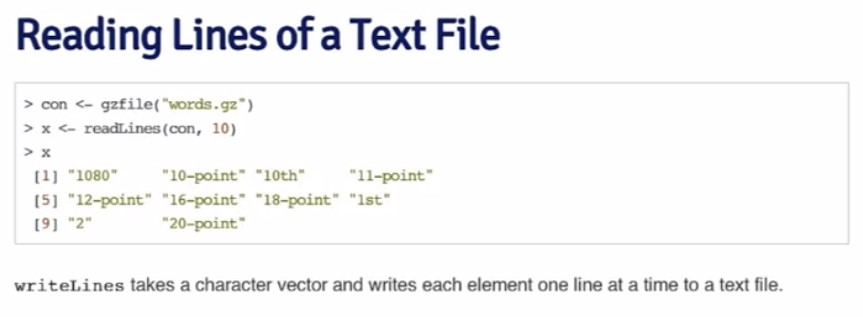 Reading Lines of a Text File
> con <- gzfile("words.gz")
> x <- readLines(con, 10)
> x
[1] "1080" "10-point" "10th" "11-point"
[5] "12-point" "16-point" "18-point" "1st"
[9] "2" "20-point"
writeLines takes a character vector and writes each element one line at a time to a text file.